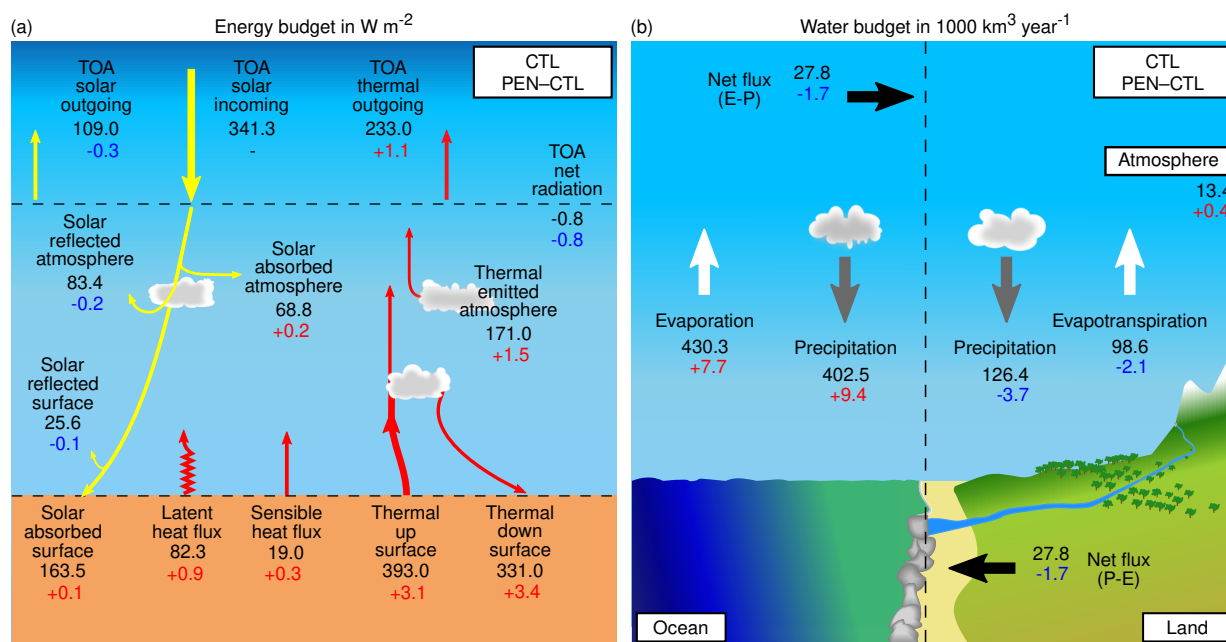 (a)
Energy budget in W m⁻²
CTL
PEN–CTL
TOA
solar
outgoing
109.0
-0.3
TOA
solar
incoming
341.3
-
TOA
thermal
outgoing
233.0
+1.1
TOA
net
radiation
-0.8
-0.8
Solar
reflected
atmosphere
83.4
-0.2
Solar
absorbed
atmosphere
68.8
+0.2
Thermal
emitted
atmosphere
171.0
+1.5
Solar
reflected
surface
25.6
-0.1
Solar
absorbed
surface
163.5
+0.1
Latent
heat flux
82.3
+0.9
Sensible
heat flux
19.0
+0.3
Thermal
up
surface
393.0
+3.1
Thermal
down
surface
331.0
+3.4
(b)
Water budget in 1000 km³ year⁻¹
CTL
PEN–CTL
Net flux
(E-P)
27.8
-1.7
Atmosphere
13.4
+0.4
Evaporation
430.3
+7.7
Precipitation
402.5
+9.4
Precipitation
126.4
-3.7
Evapotranspiration
98.6
-2.1
27.8
-1.7
Net flux
(P-E)
Ocean
Land